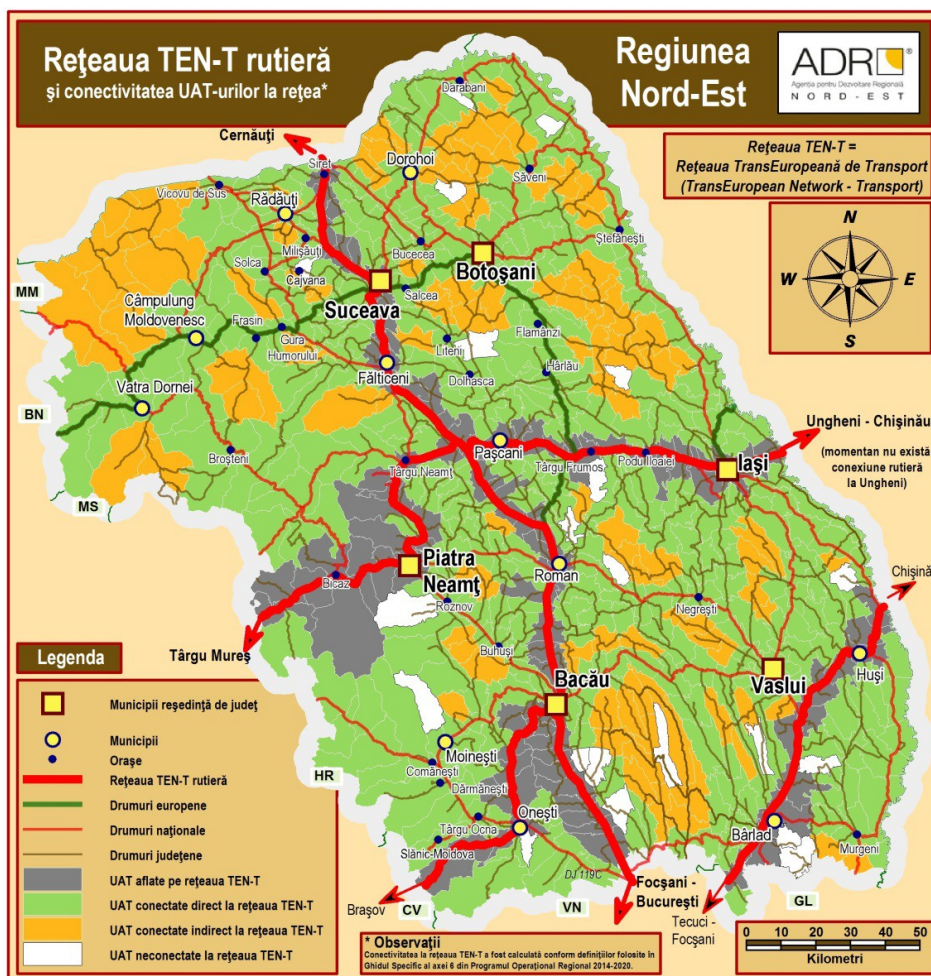 Reţeaua TEN-T rutieră
şi conectivitatea UAT-urilor la reţea*
Regiunea
Nord-Est
ADR
®
Agenţia pentru Dezvoltare Regională
NORD-EST
Reţeaua TEN-T =
Reţeaua TransEuropeană de Transport
(TransEuropean Network - Transport)
N
W
E
S
Cernăuţi
Darabani
Siret
Dorohoi
Săveni
Vicovu de Sus
Rădăuţi
Ştefăneşti
Milişăuţi
Bucecea
Botoşani
Solca
Cajvana
MM
Suceava
Salcea
Câmpulung
Moldovenesc
Frasin
Gura
Humorului
Flamânzi
Liteni
Fălticeni
Dolhasca
Hârlău
Vatra Dornei
BN
Ungheni - Chişinău
(momentan nu există
conexiune rutieră
la Ungheni)
Broşteni
Paşcani
Târgu Neamţ
Târgu Frumos
Podu Iloaiei
Iaşi
MS
Piatra
Neamţ
Bicaz
Roman
Chişinău
Roznov
Negreşti
Târgu Mureş
Buhuşi
Huşi
Vaslui
Bacău
Moineşti
HR
Comăneşti
Dărmăneşti
Oneşti
Târgu Ocna
Slănic-Moldova
Bârlad
Murgeni
DJ 119C
Braşov
CV
VN
Focşani -
Bucureşti
Tecuci -
Focşani
GL
Legenda
Municipii reşedinţă de judeţ
Municipii
Oraşe
Reţeaua TEN-T rutieră
Drumuri europene
Drumuri naţionale
Drumuri judeţene
UAT aflate pe reţeaua TEN-T
UAT conectate direct la reţeaua TEN-T
UAT conectate indirect la reţeaua TEN-T
UAT neconectate la reţeaua TEN-T
* Observaţii
Conectivitatea la reţeaua TEN-T a fost calculată conform definiţiilor folosite în
Ghidul Specific al axei 6 din Programul Operaţional Regional 2014-2020.
0 10 20 30 40 50
Kilometri